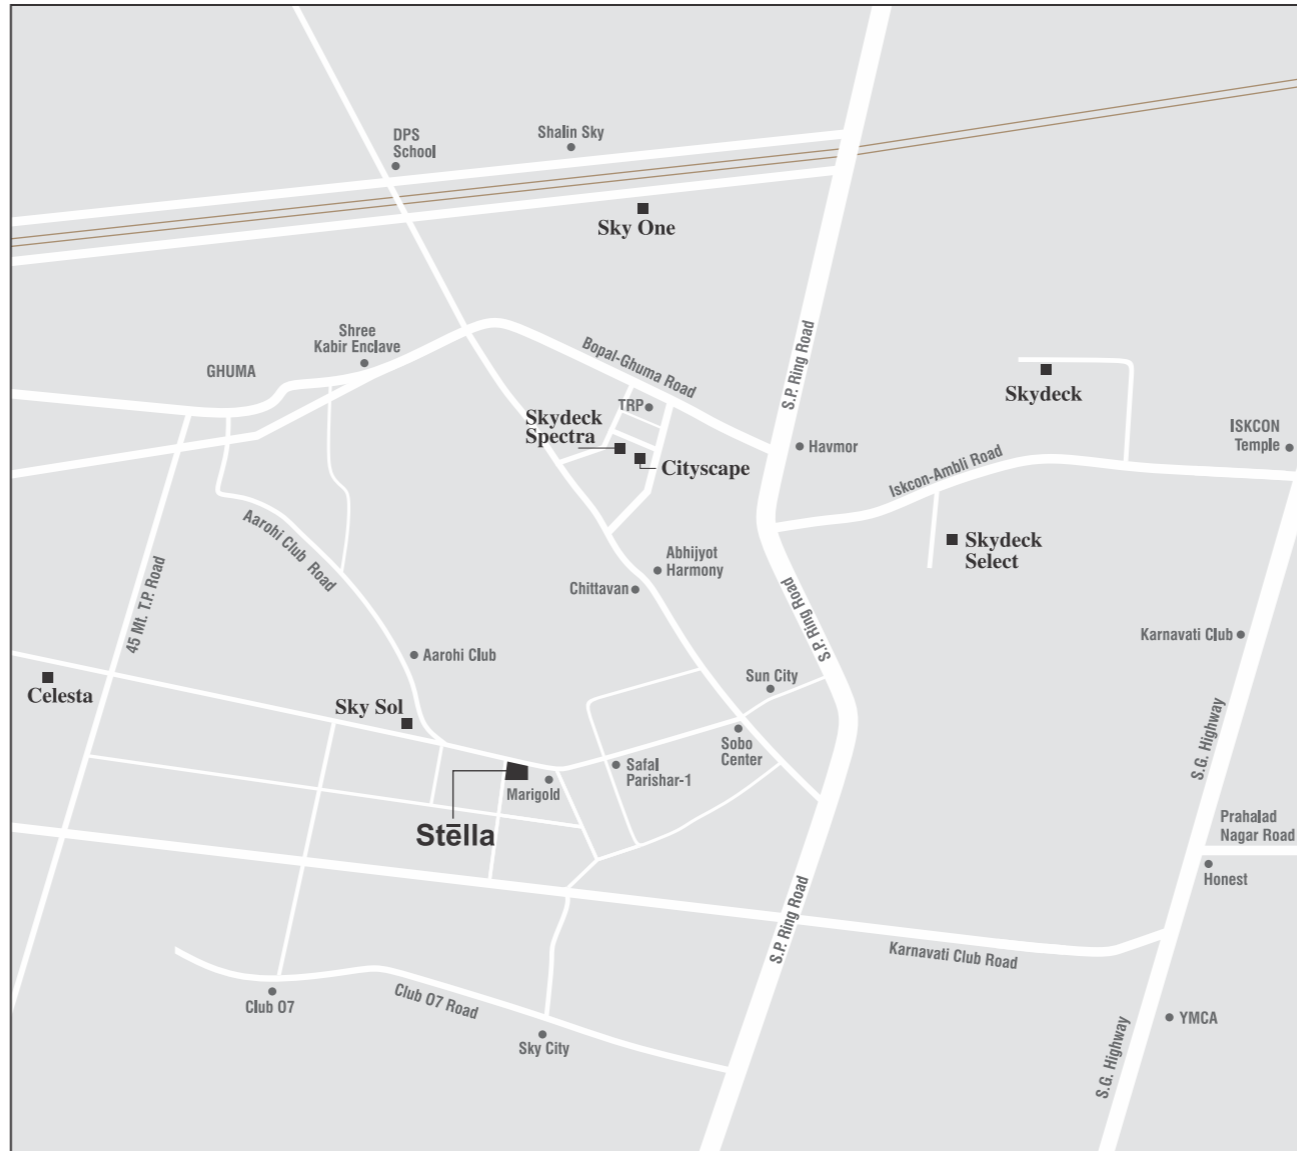 DPS
School
Shalin Sky
Sky One
Shree
Kabir Enclave
GHUMA
Bopal-Ghuma Road
S.P. Ring Road
TRP
Skydeck
Spectra
Cityscape
Havmor
Skydeck
ISKCON
Temple
Iskcon-Ambli Road
Skydeck
Select
Aarohi Club Road
45 Mt. T.P. Road
Abhijyot
Harmony
Chittavan
S.P. Ring Road
Karnavati Club
Aarohi Club
Sun City
Celesta
Sky Sol
Sobo
Center
S.G. Highway
Safal
Parishar-1
Marigold
Stēlla
Prahalad
Nagar Road
Honest
S.P. Ring Road
Karnavati Club Road
Club O7
Club O7 Road
Sky City
YMCA
S.G. Highway